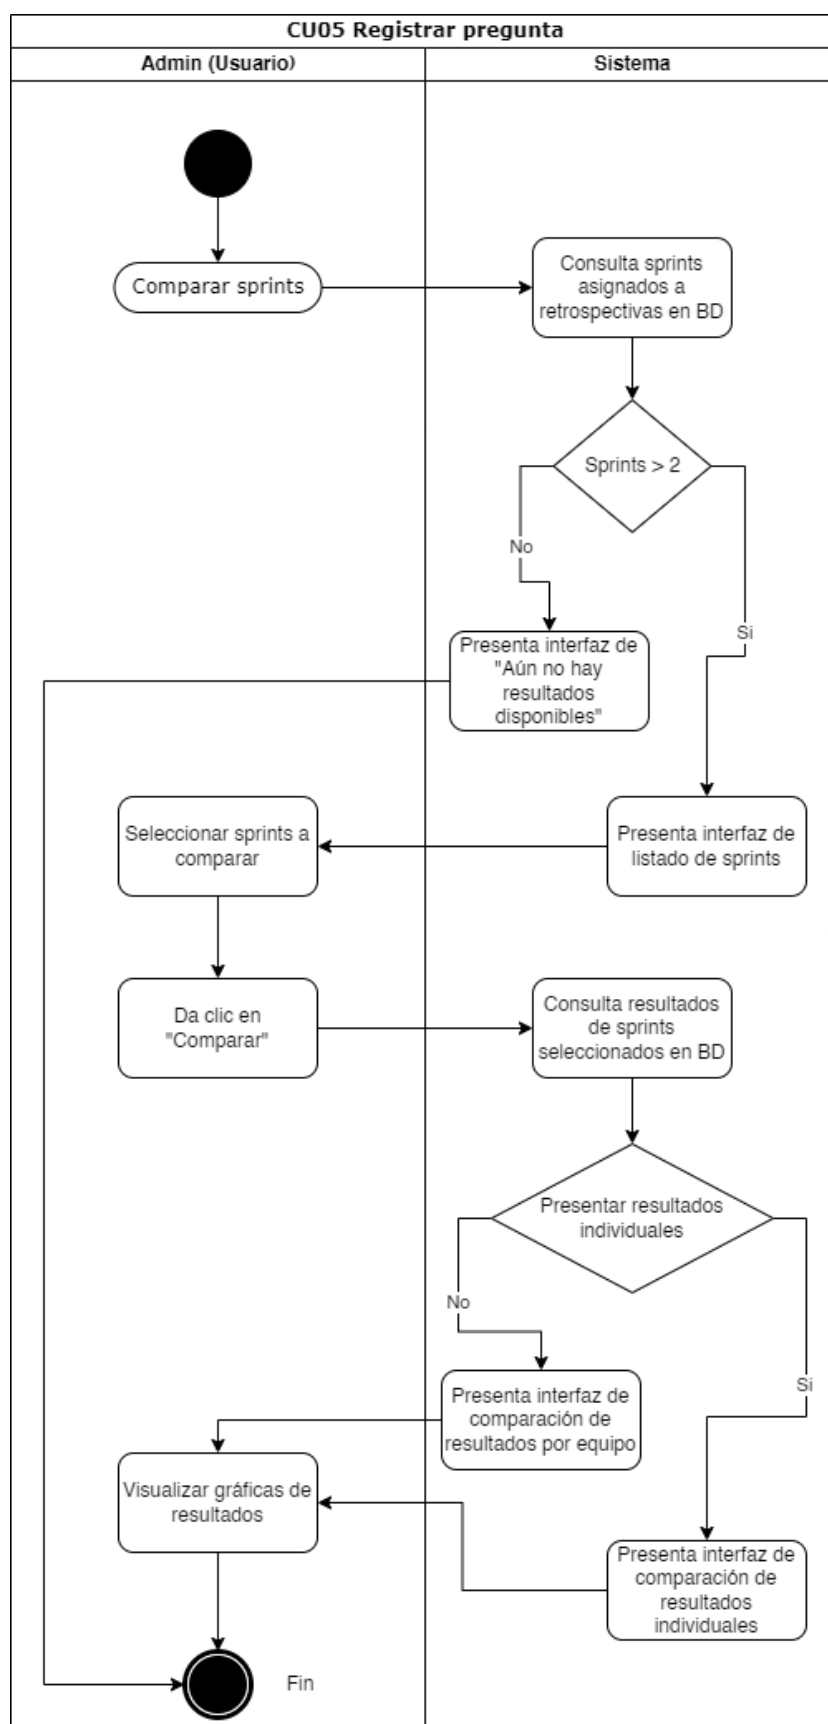 CU05 Registrar pregunta
Admin (Usuario)
Sistema
Comparar sprints
Consulta sprints
asignados a
retrospectivas en BD
Sprints > 2
No
Si
Presenta interfaz de
"Aún no hay
resultados
disponibles"
Presenta interfaz de
listado de sprints
Seleccionar sprints a
comparar
Da clic en
"Comparar"
Consulta resultados
de sprints
seleccionados en BD
Presentar resultados
individuales
No
Si
Presenta interfaz de
comparación de
resultados por equipo
Visualizar gráficas de
resultados
Presenta interfaz de
comparación de
resultados
individuales
Fin